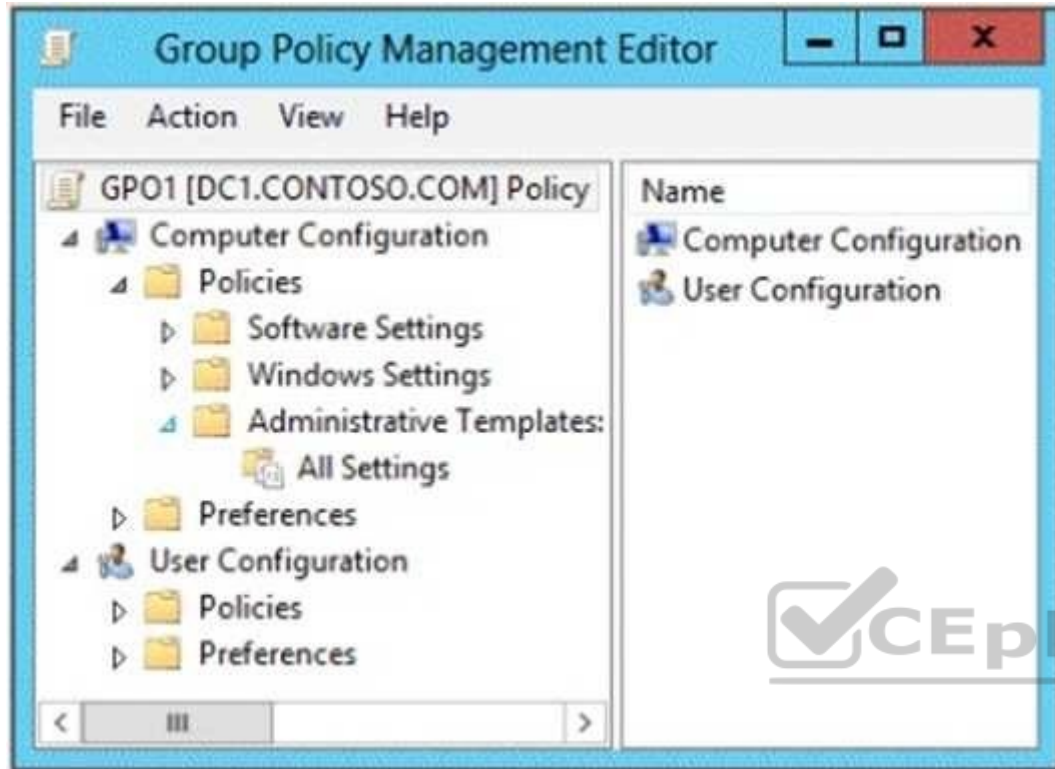 Group Policy Management Editor
File Action View Help
GPO1 [DC1.CONTOSO.COM] Policy
Computer Configuration
Policies
Software Settings
Windows Settings
Administrative Templates:
All Settings
Preferences
User Configuration
Policies
Preferences
Name
Computer Configuration
User Configuration
CEpl